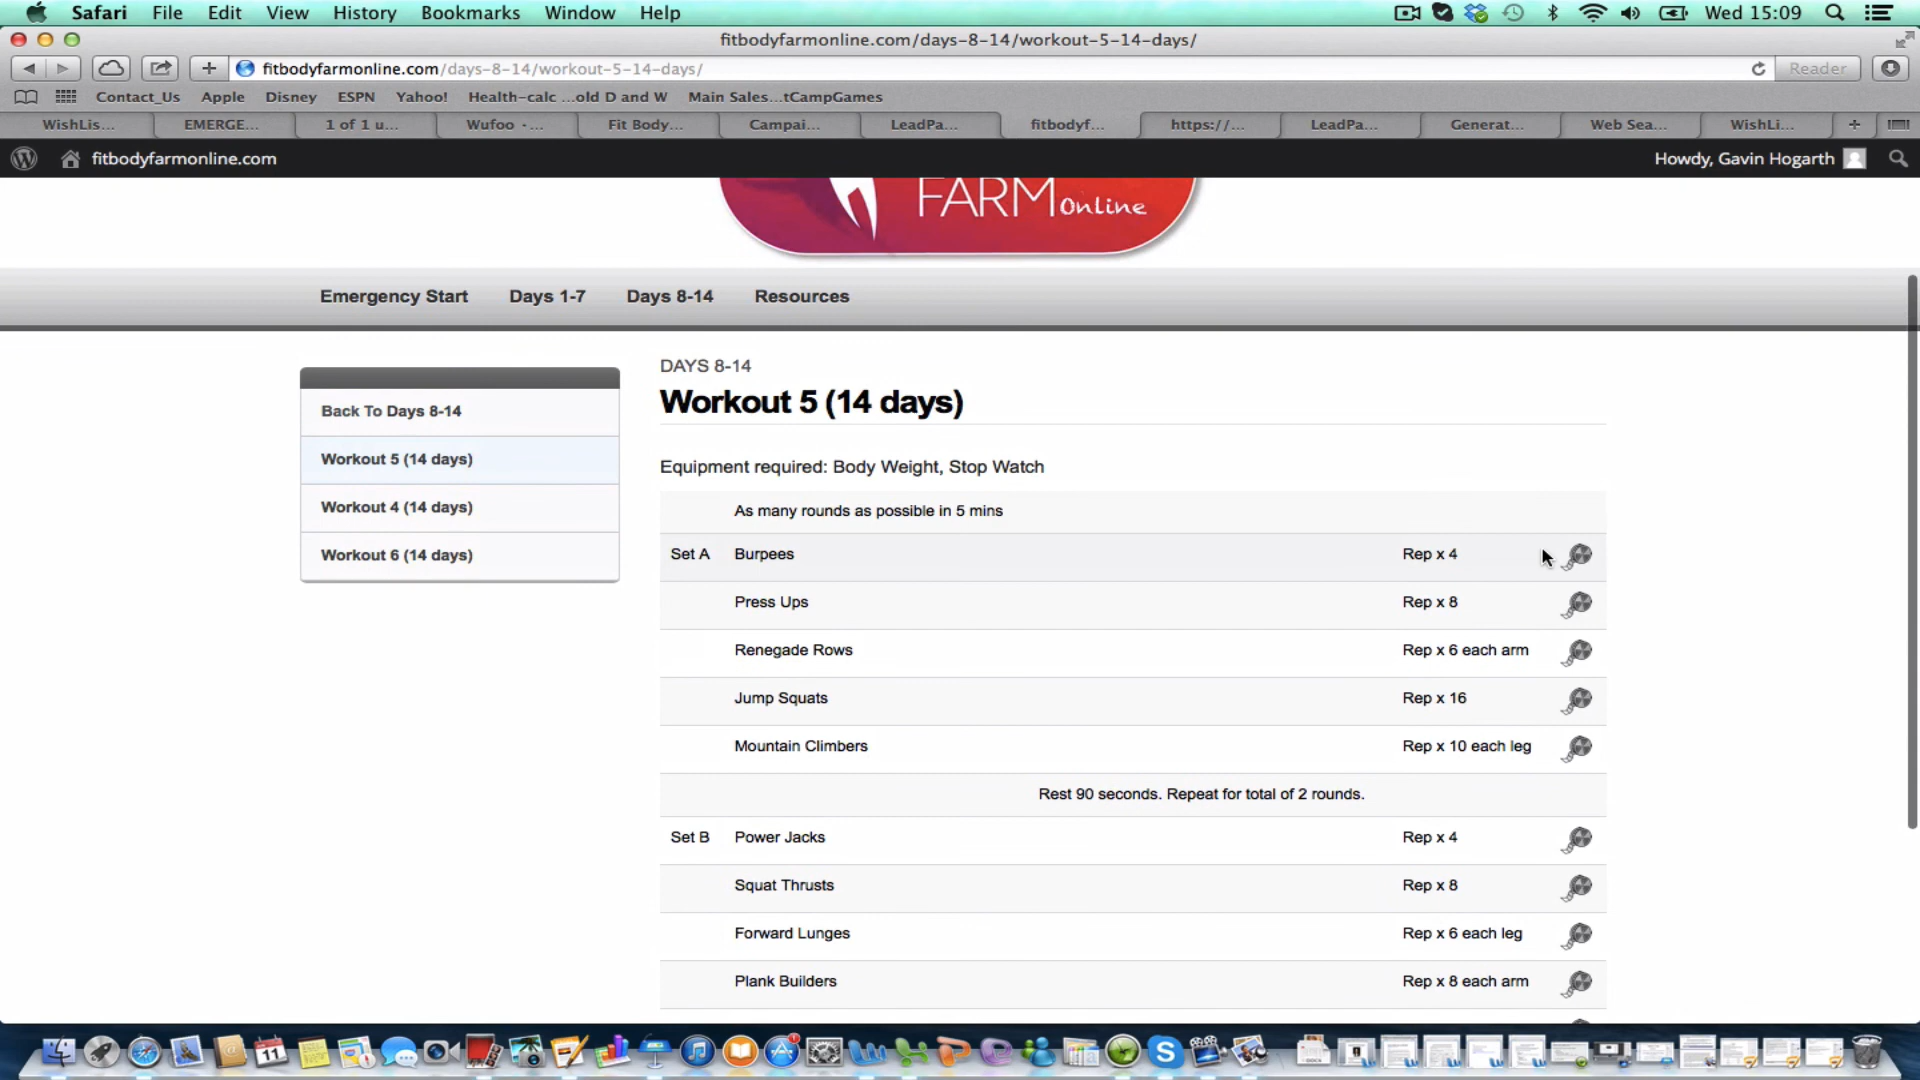 Safari File Edit View History Bookmarks Window Help Wed 15:09
fitbodyfarmonline.com/days-8-14/workout-5-14-days/
fitbodyfarmonline.com/days-8-14/workout-5-14-days/ Reader
Contact_Us Apple Disney ESPN Yahoo! Health-calc ...old D and W Main Sales...tCampGames
WishLis... EMERGE... 1 of 1 u... Wufoo - ... Fit Body... Campai... LeadPa... fitbodyf... https://... LeadPa... Generat... Web Sea... WishLi...
fitbodyfarmonline.com Howdy, Gavin Hogarth
FARM Online
Emergency Start Days 1-7 Days 8-14 Resources
Back To Days 8-14
Workout 5 (14 days)
Workout 4 (14 days)
Workout 6 (14 days)
DAYS 8-14
Workout 5 (14 days)
Equipment required: Body Weight, Stop Watch
As many rounds as possible in 5 mins
Set A Burpees Rep x 4
Press Ups Rep x 8
Renegade Rows Rep x 6 each arm
Jump Squats Rep x 16
Mountain Climbers Rep x 10 each leg
Rest 90 seconds. Repeat for total of 2 rounds.
Set B Power Jacks Rep x 4
Squat Thrusts Rep x 8
Forward Lunges Rep x 6 each leg
Plank Builders Rep x 8 each arm
11